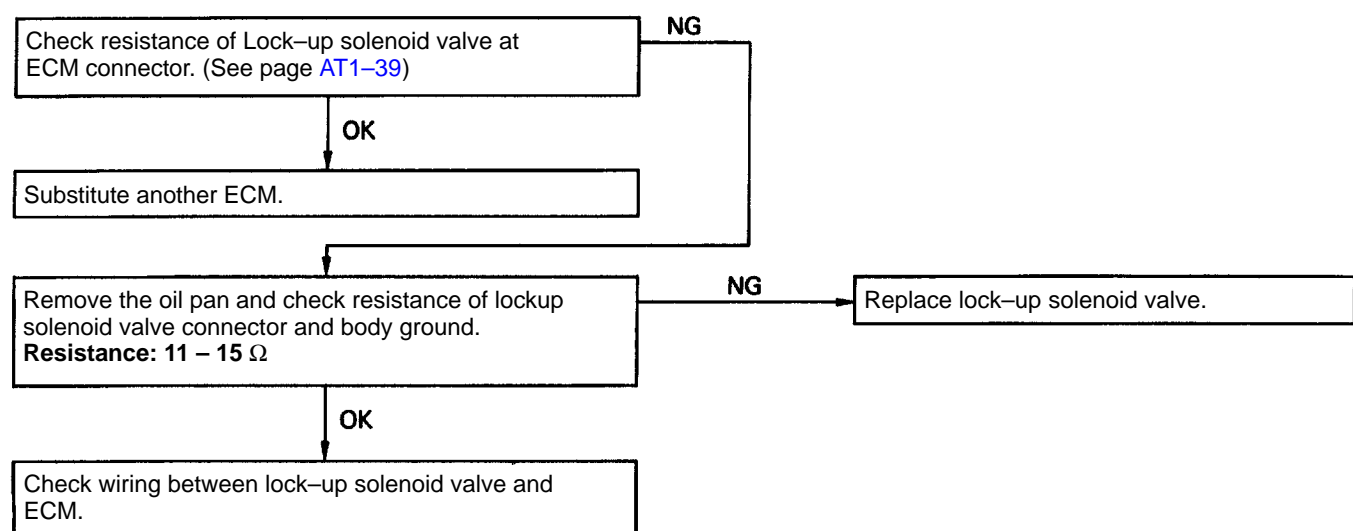 Check resistance of Lock–up solenoid valve at
ECM connector. (See page AT1–39)
NG
OK
Substitute another ECM.
Remove the oil pan and check resistance of lockup
solenoid valve connector and body ground.
Resistance: 11 – 15 Ω
NG
Replace lock–up solenoid valve.
OK
Check wiring between lock–up solenoid valve and
ECM.